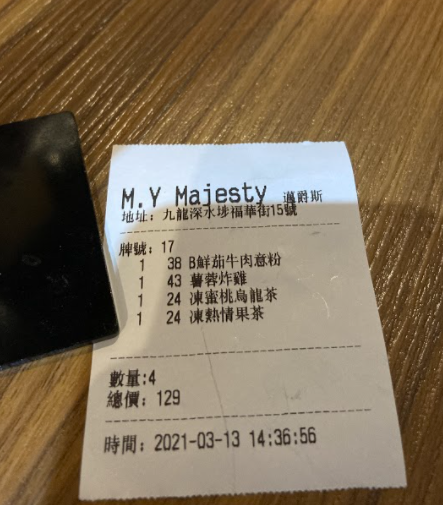 M.Y Majesty 邁爵斯
地址: 九龍深水埗福華街15號
牌號: 17
1 38 B鮮茄牛肉意粉
1 43 薯蓉炸雞
1 24 凍蜜桃烏龍茶
1 24 凍熱情果茶
數量:4
總價: 129
時間: 2021-03-13 14:36:56